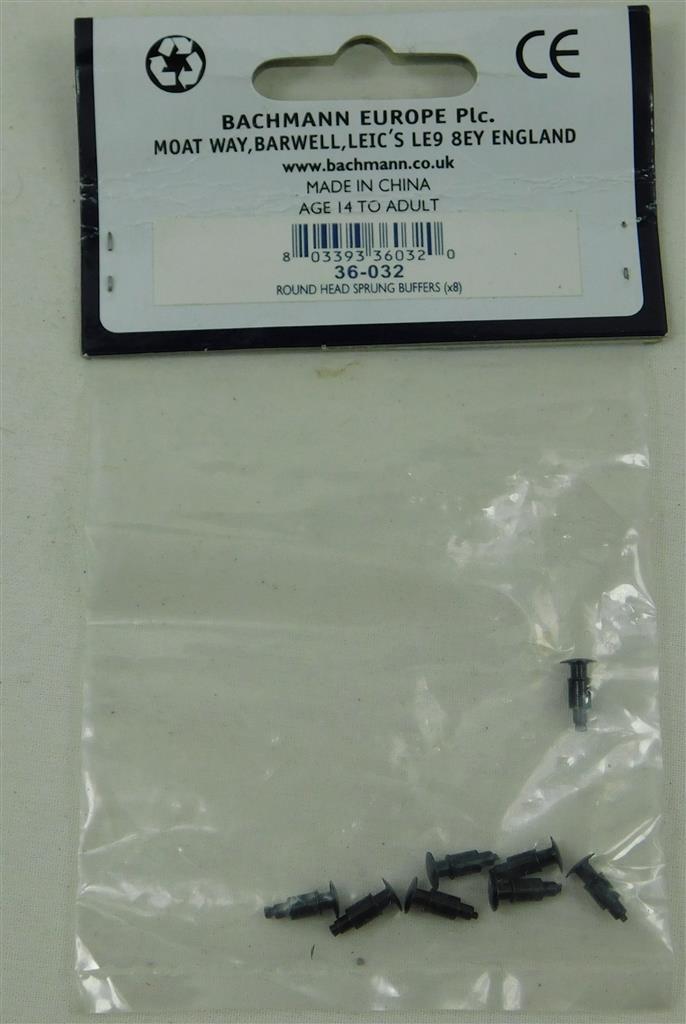 CE
BACHMANN EUROPE Plc.
MOAT WAY,BARWELL,LEIC'S LE9 8EY ENGLAND
www.bachmann.co.uk
MADE IN CHINA
AGE 14 TO ADULT
8 03393 36032 0
36-032
ROUND HEAD SPRUNG BUFFERS (x8)